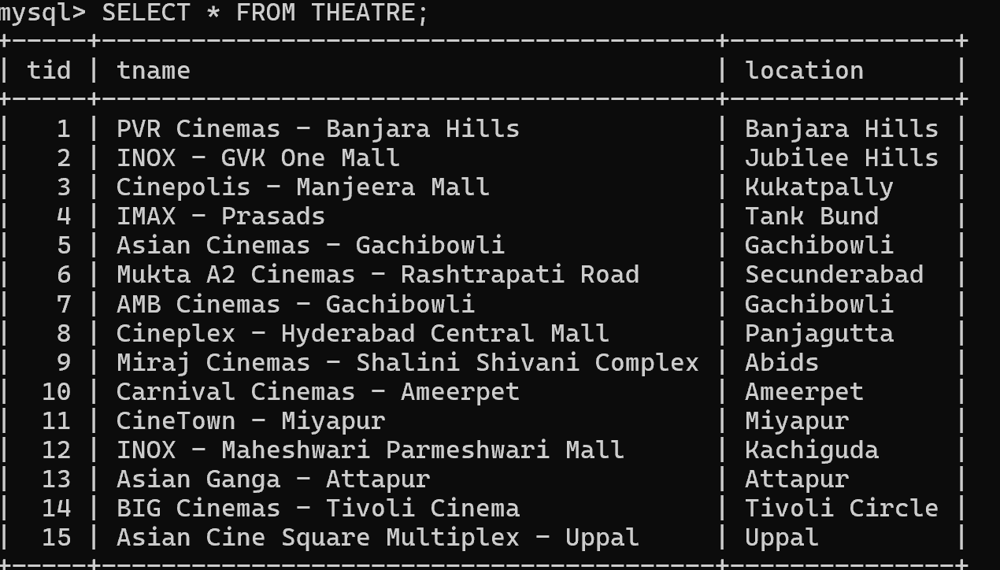 mysql> SELECT * FROM THEATRE;
+-----+-----------------------------------------+--------------+
| tid | tname                                   | location      |
+-----+-----------------------------------------+--------------+
|   1 | PVR Cinemas - Banjara Hills             | Banjara Hills |
|   2 | INOX - GVK One Mall                     | Jubilee Hills |
|   3 | Cinepolis - Manjeera Mall               | Kukatpally    |
|   4 | IMAX - Prasads                          | Tank Bund     |
|   5 | Asian Cinemas - Gachibowli              | Gachibowli    |
|   6 | Mukta A2 Cinemas - Rashtrapati Road     | Secunderabad  |
|   7 | AMB Cinemas - Gachibowli                | Gachibowli    |
|   8 | Cineplex - Hyderabad Central Mall       | Panjagutta    |
|   9 | Miraj Cinemas - Shalini Shivani Complex | Abids         |
|  10 | Carnival Cinemas - Ameerpet             | Ameerpet      |
|  11 | CineTown - Miyapur                      | Miyapur       |
|  12 | INOX - Maheshwari Parmeshwari Mall      | Kachiguda     |
|  13 | Asian Ganga - Attapur                   | Attapur       |
|  14 | BIG Cinemas - Tivoli Cinema             | Tivoli Circle |
|  15 | Asian Cine Square Multiplex - Uppal     | Uppal         |
+-----+-----------------------------------------+--------------+